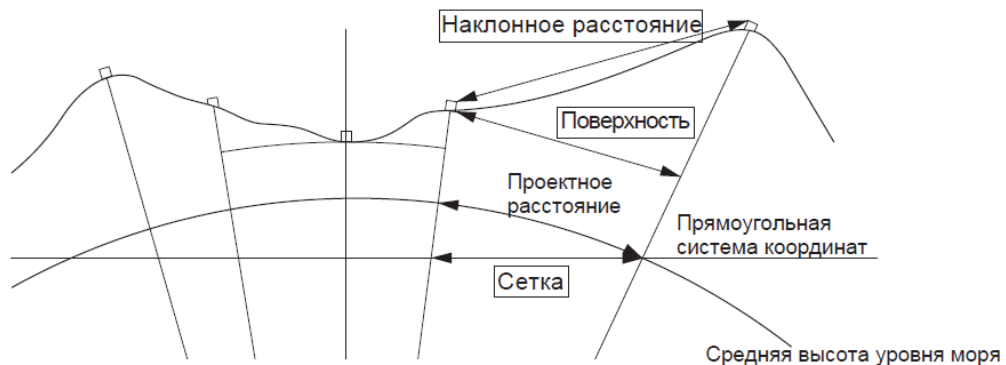 Наклонное расстояние
Поверхность
Проектное
расстояние
Прямоугольная
система координат
Сетка
Средняя высота уровня моря